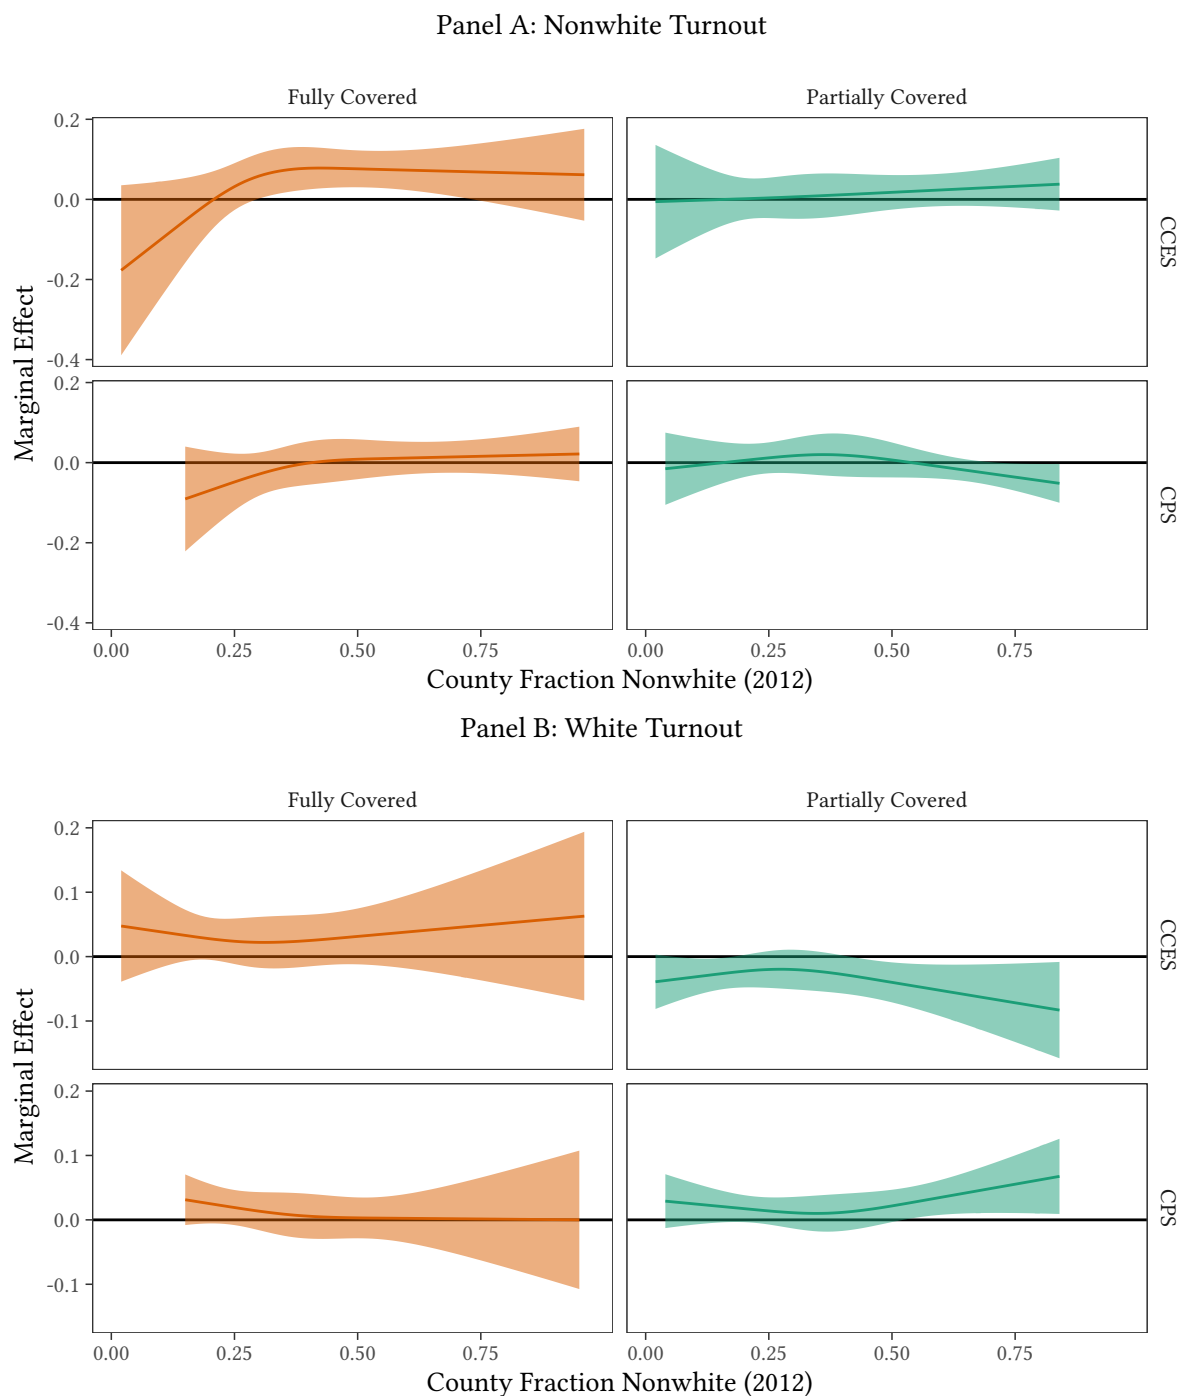 Panel A: Nonwhite Turnout
Fully Covered
Partially Covered
0.2
0.0
-0.2
-0.4
CCES
Marginal Effect
0.2
0.0
-0.2
-0.4
CPS
0.00 0.25 0.50 0.75
0.00 0.25 0.50 0.75
County Fraction Nonwhite (2012)
Panel B: White Turnout
Fully Covered
Partially Covered
0.2
0.1
0.0
-0.1
CCES
Marginal Effect
0.2
0.1
0.0
-0.1
CPS
0.00 0.25 0.50 0.75
0.00 0.25 0.50 0.75
County Fraction Nonwhite (2012)